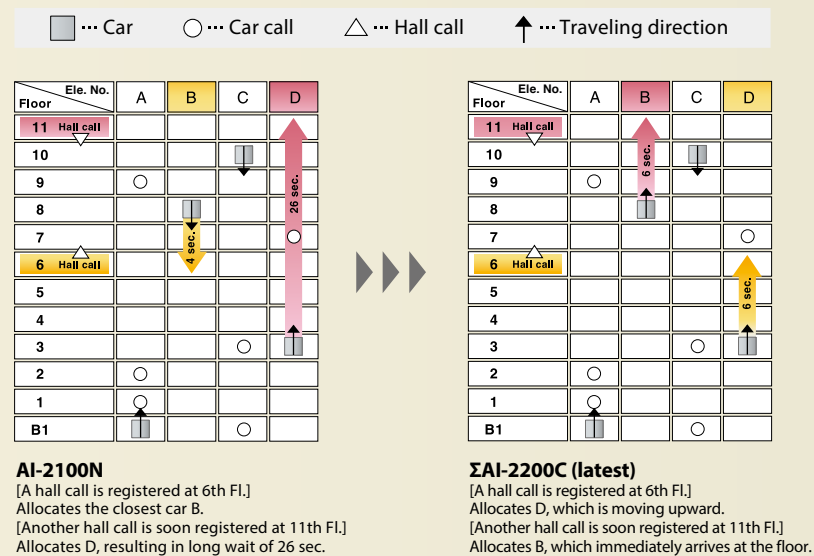 ··· Car ··· Car call ··· Hall call ··· Traveling direction
Ele. No.
Floor A B C D
11 Hall call
10
9
8
7
6 Hall call
5
4
3
2
1
B1
4 sec.
26 sec.
Ele. No.
Floor A B C D
11 Hall call
10
9
8
7
6 Hall call
5
4
3
2
1
B1
6 sec.
6 sec.
AI-2100N
[A hall call is registered at 6th Fl.]
Allocates the closest car B.
[Another hall call is soon registered at 11th Fl.]
Allocates D, resulting in long wait of 26 sec.
ΣAI-2200C (latest)
[A hall call is registered at 6th Fl.]
Allocates D, which is moving upward.
[Another hall call is soon registered at 11th Fl.]
Allocates B, which immediately arrives at the floor.